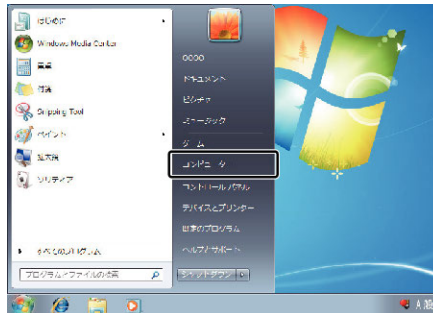 はじめに
Windows Media Center
電卓
付箋
Snipping Tool
ペイント
拡大鏡
ソリティア
すべてのプログラム
プログラムとファイルの検索
oooo
ドキュメント
ピクチャ
ミュージック
ゲーム
コンピューター
コントロール パネル
デバイスとプリンター
既定のプログラム
ヘルプとサポート
シャットダウン
A 般